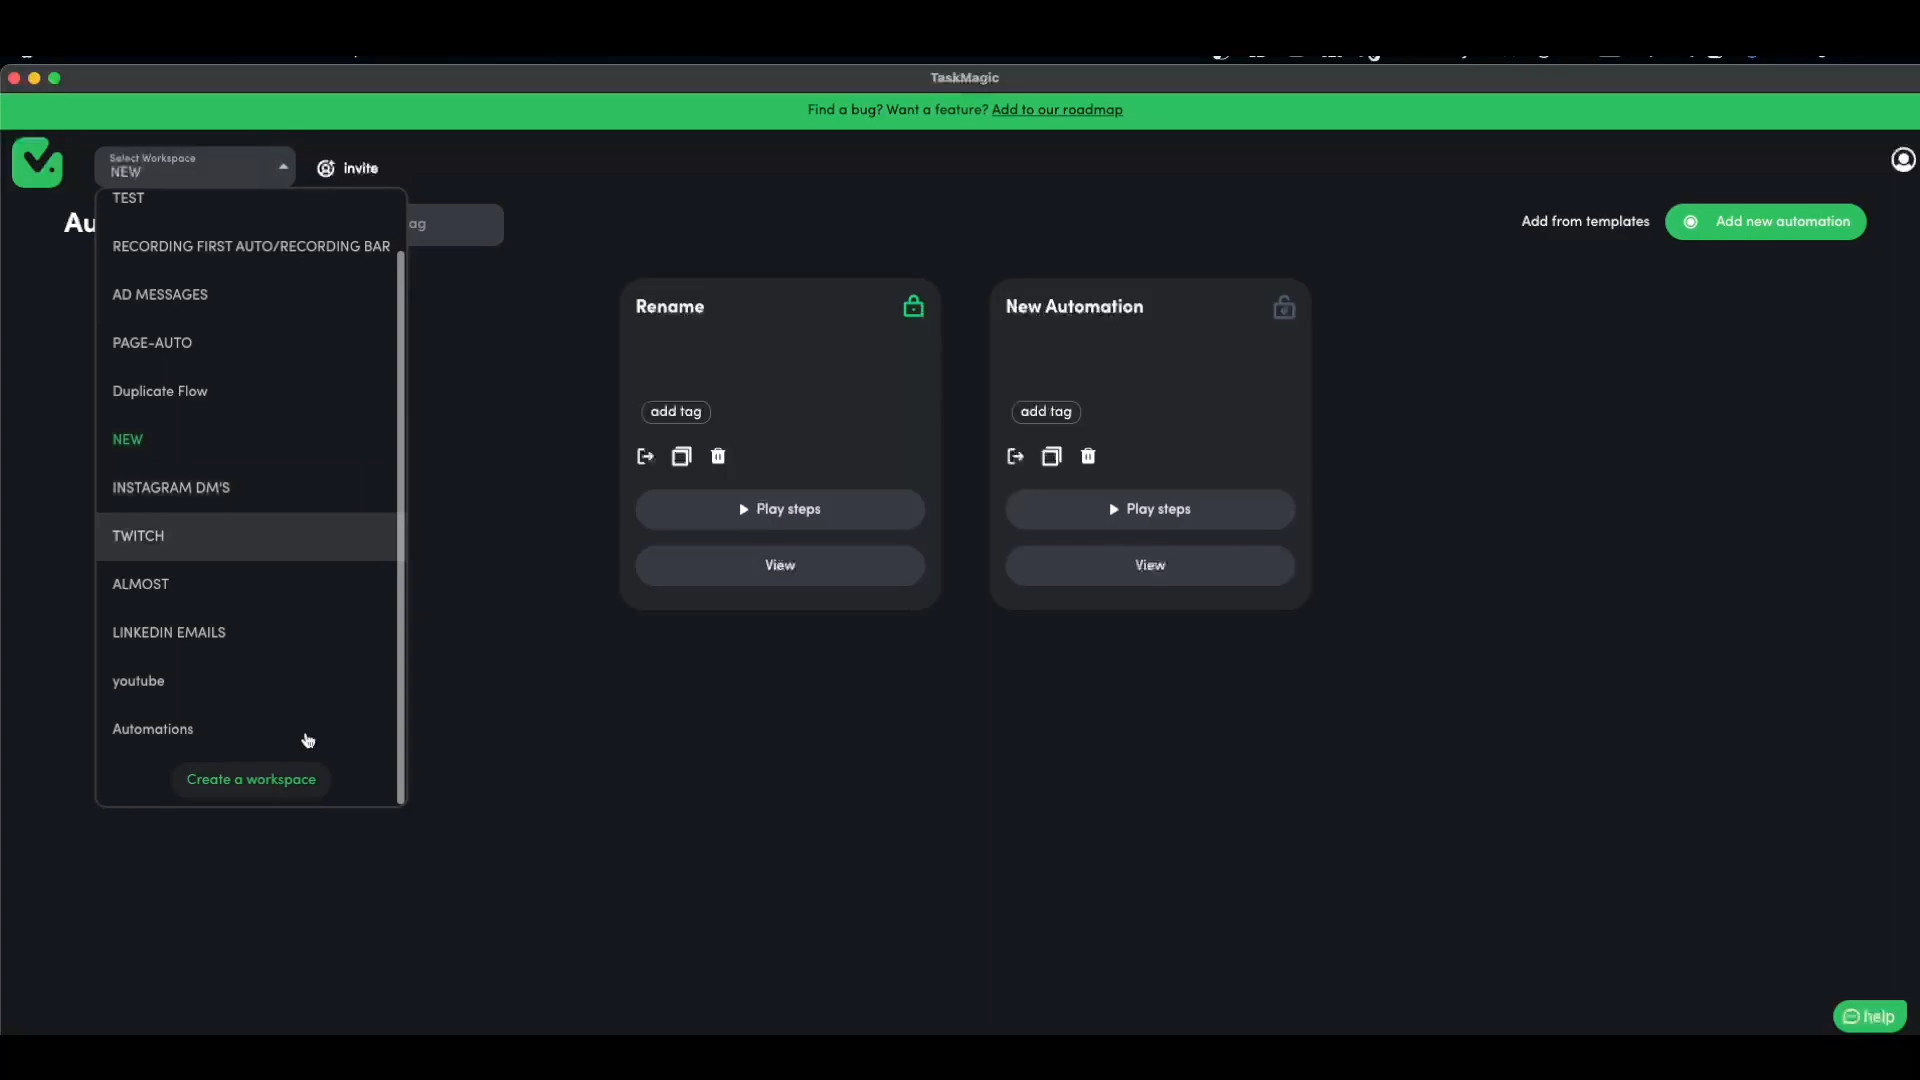 TaskMagic
Find a bug? Want a feature? Add to our roadmap
Select Workspace
NEW
invite
TEST
Au
ag
Add from templates
Add new automation
RECORDING FIRST AUTO/RECORDING BAR
AD MESSAGES
PAGE-AUTO
Duplicate Flow
NEW
INSTAGRAM DM'S
TWITCH
ALMOST
LINKEDIN EMAILS
youtube
Automations
Create a workspace
Rename
add tag
Play steps
View
New Automation
add tag
Play steps
View
help